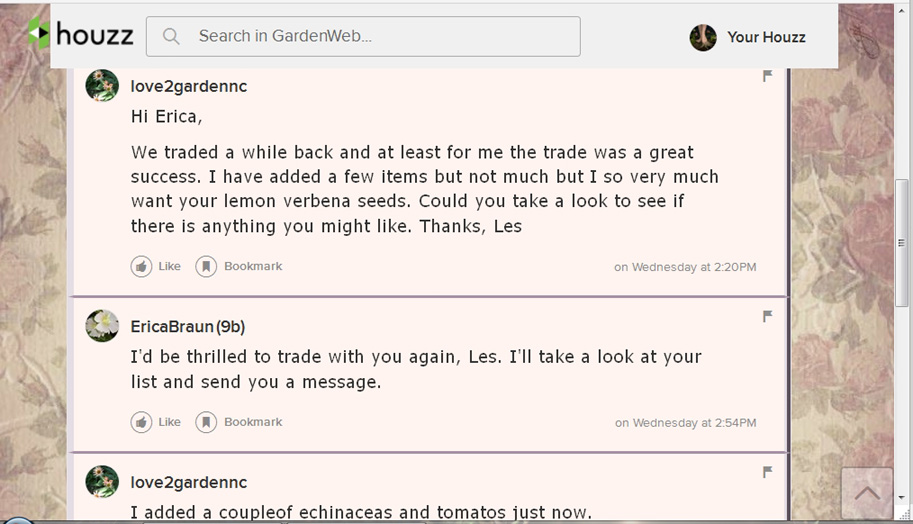 houzz
Search in GardenWeb...
Your Houzz
love2gardennc
Hi Erica,
We traded a while back and at least for me the trade was a great
success. I have added a few items but not much but I so very much
want your lemon verbena seeds. Could you take a look to see if
there is anything you might like. Thanks, Les
Like Bookmark on Wednesday at 2:20PM
EricaBraun(9b)
I'd be thrilled to trade with you again, Les. I'll take a look at your
list and send you a message.
Like Bookmark on Wednesday at 2:54PM
love2gardennc
I added a coupleof echinaceas and tomatos just now.